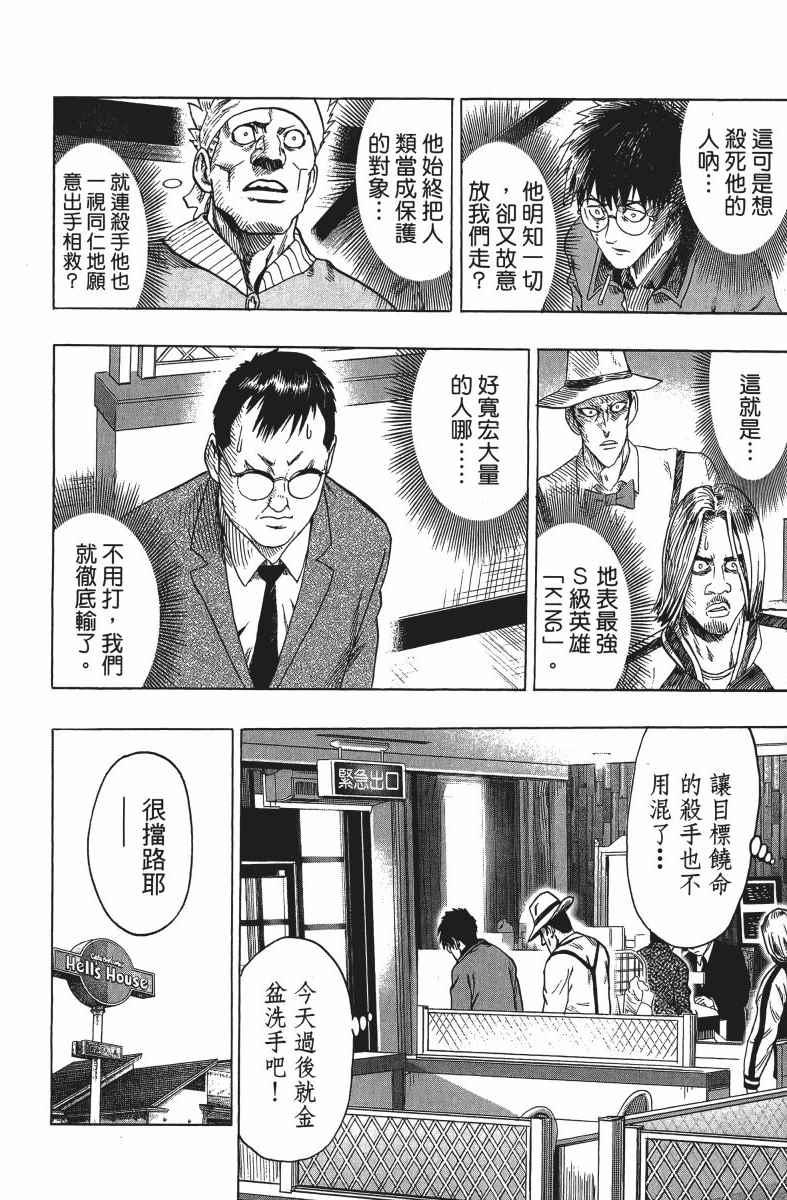 這可是想
殺死他的
人吶…
他明知一切
，卻又故意
放我們走？
他始終把人
類當成保護
的對象…
就連殺手他也
一視同仁地願
意出手相救？
這就是…
地表最強
S級英雄
「KING」。
好寬宏大量
的人哪……
不用打，我們
就徹底輸了。
讓目標饒命
的殺手也不
用混了…
緊急出口
今天過後就金
盆洗手吧！
很擋路耶
——
Hell's House